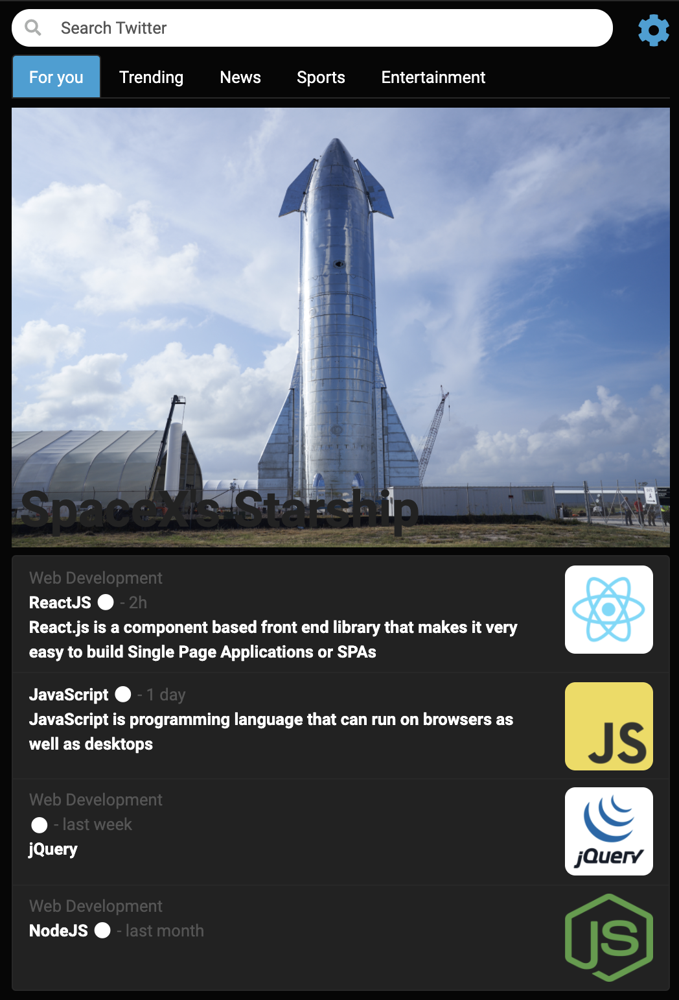 Search Twitter
For you Trending News Sports Entertainment
SpaceX's Starship
Web Development
ReactJS - 2h
React.js is a component based front end library that makes it very
easy to build Single Page Applications or SPAs
JavaScript - 1 day
JavaScript is programming language that can run on browsers as
well as desktops
JS
Web Development
- last week
jQuery
jQuery
Web Development
NodeJS - last month
JS